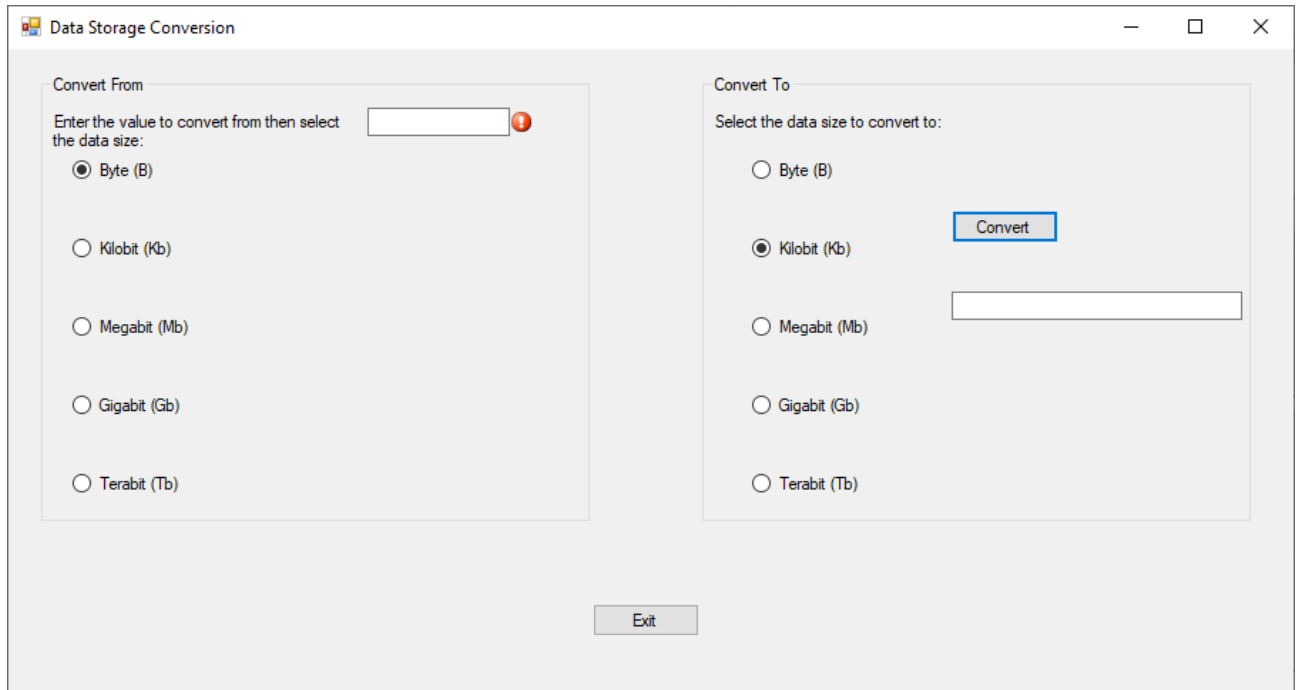 Data Storage Conversion
Convert From
Enter the value to convert from then select
the data size:
Byte (B)
Kilobit (Kb)
Megabit (Mb)
Gigabit (Gb)
Terabit (Tb)
Convert To
Select the data size to convert to:
Byte (B)
Convert
Kilobit (Kb)
Megabit (Mb)
Gigabit (Gb)
Terabit (Tb)
Exit